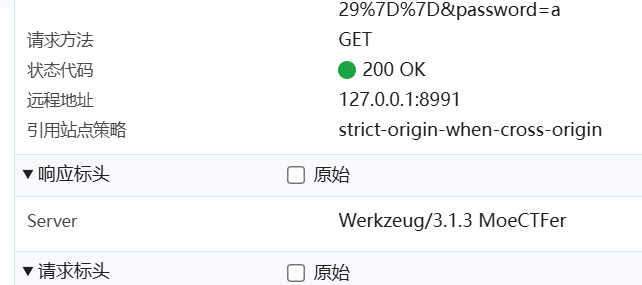 29%7D%7D&password=a
请求方法 GET
状态代码 200 OK
远程地址 127.0.0.1:8991
引用站点策略 strict-origin-when-cross-origin
▼响应标头 原始
Server Werkzeug/3.1.3 MoeCTFer
▼请求标头 原始